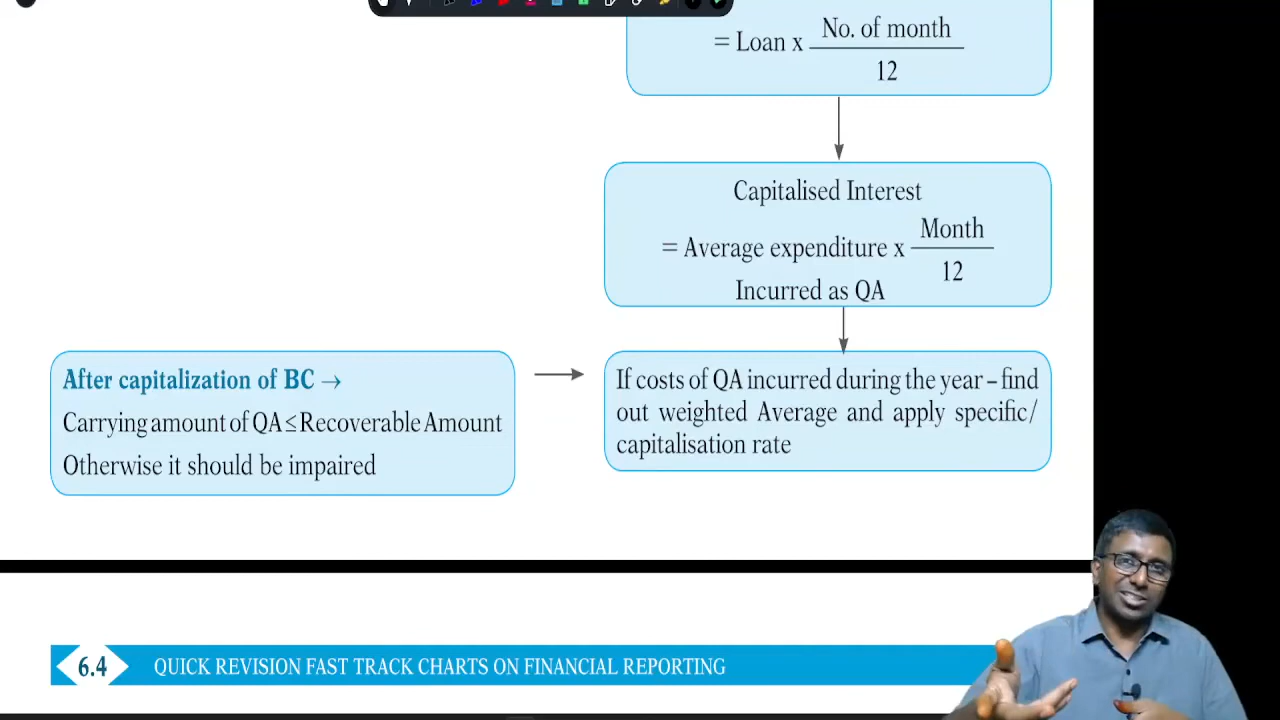 = Loan x No. of month
12
Capitalised Interest
= Average expenditure x Month
12
Incurred as QA
After capitalization of BC →
Carrying amount of QA ≤ Recoverable Amount
Otherwise it should be impaired
If costs of QA incurred during the year – find
out weighted Average and apply specific/
capitalisation rate
6.4 QUICK REVISION FAST TRACK CHARTS ON FINANCIAL REPORTING